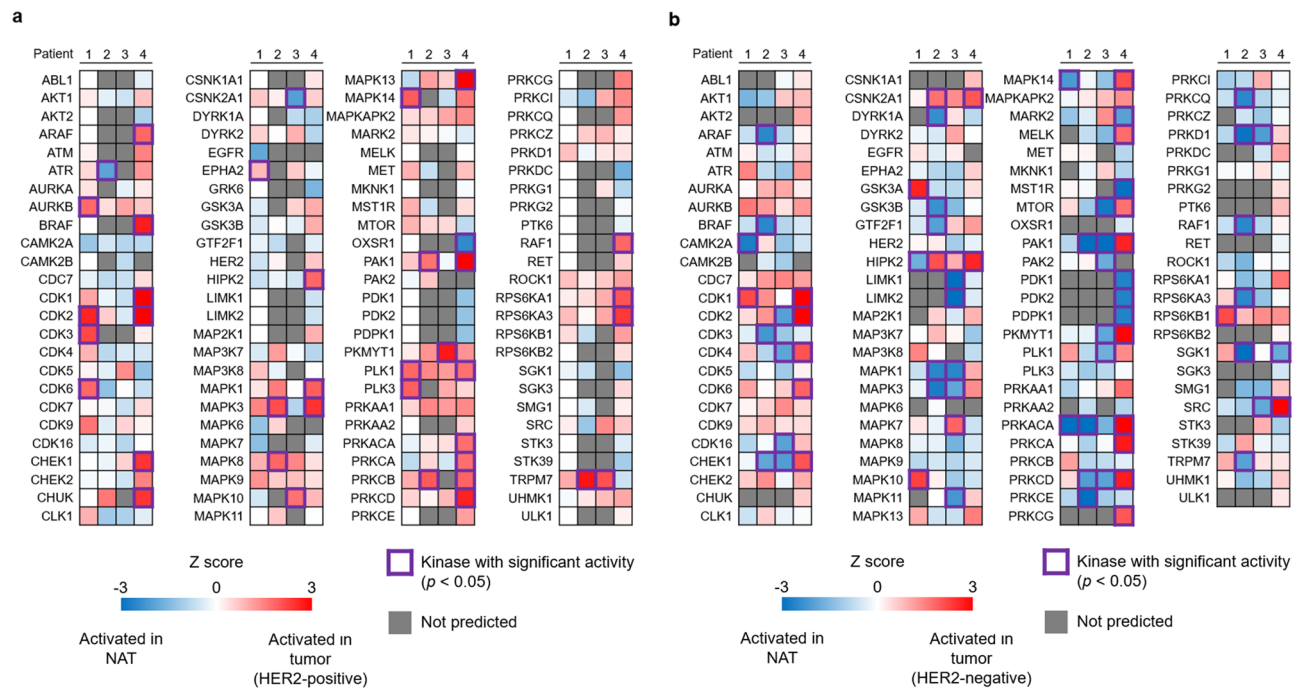 a
Patient 1 2 3 4
ABL1
AKT1
AKT2
ARAF
ATM
ATR
AURKA
AURKB
BRAF
CAMK2A
CAMK2B
CDC7
CDK1
CDK2
CDK3
CDK4
CDK5
CDK6
CDK7
CDK9
CDK16
CHEK1
CHEK2
CHUK
CLK1
1 2 3 4
CSNK1A1
CSNK2A1
DYRK1A
DYRK2
EGFR
EPHA2
GRK6
GSK3A
GSK3B
GTF2F1
HER2
HIPK2
LIMK1
LIMK2
MAP2K1
MAP3K7
MAP3K8
MAPK1
MAPK3
MAPK6
MAPK7
MAPK8
MAPK9
MAPK10
MAPK11
1 2 3 4
MAPK13
MAPK14
MAPKAPK2
MARK2
MELK
MET
MKNK1
MST1R
MTOR
OXSR1
PAK1
PAK2
PDK1
PDK2
PDPK1
PKMYT1
PLK1
PLK3
PRKAA1
PRKAA2
PRKACA
PRKCA
PRKCB
PRKCD
PRKCE
1 2 3 4
PRKCG
PRKCI
PRKCQ
PRKCZ
PRKD1
PRKDC
PRKG1
PRKG2
PTK6
RAF1
RET
ROCK1
RPS6KA1
RPS6KA3
RPS6KB1
RPS6KB2
SGK1
SGK3
SMG1
SRC
STK3
STK39
TRPM7
UHMK1
ULK1
Z score
-3 0 3
Activated in
NAT
Activated in
tumor
(HER2-positive)
Kinase with significant activity
(p < 0.05)
Not predicted
b
Patient 1 2 3 4
ABL1
AKT1
AKT2
ARAF
ATM
ATR
AURKA
AURKB
BRAF
CAMK2A
CAMK2B
CDC7
CDK1
CDK2
CDK3
CDK4
CDK5
CDK6
CDK7
CDK9
CDK16
CHEK1
CHEK2
CHUK
CLK1
1 2 3 4
CSNK1A1
CSNK2A1
DYRK1A
DYRK2
EGFR
EPHA2
GSK3A
GSK3B
GTF2F1
HER2
HIPK2
LIMK1
LIMK2
MAP2K1
MAP3K7
MAP3K8
MAPK1
MAPK3
MAPK6
MAPK7
MAPK8
MAPK9
MAPK10
MAPK11
MAPK13
1 2 3 4
MAPK14
MAPKAPK2
MARK2
MELK
MET
MKNK1
MST1R
MTOR
OXSR1
PAK1
PAK2
PDK1
PDK2
PDPK1
PKMYT1
PLK1
PLK3
PRKAA1
PRKAA2
PRKACA
PRKCA
PRKCB
PRKCD
PRKCE
PRKCG
1 2 3 4
PRKCI
PRKCQ
PRKCZ
PRKD1
PRKDC
PRKG1
PRKG2
PTK6
RAF1
RET
ROCK1
RPS6KA1
RPS6KA3
RPS6KB1
RPS6KB2
SGK1
SGK3
SMG1
SRC
STK3
STK39
TRPM7
UHMK1
ULK1
Z score
-3 0 3
Activated in
NAT
Activated in
tumor
(HER2-negative)
Kinase with significant activity
(p < 0.05)
Not predicted